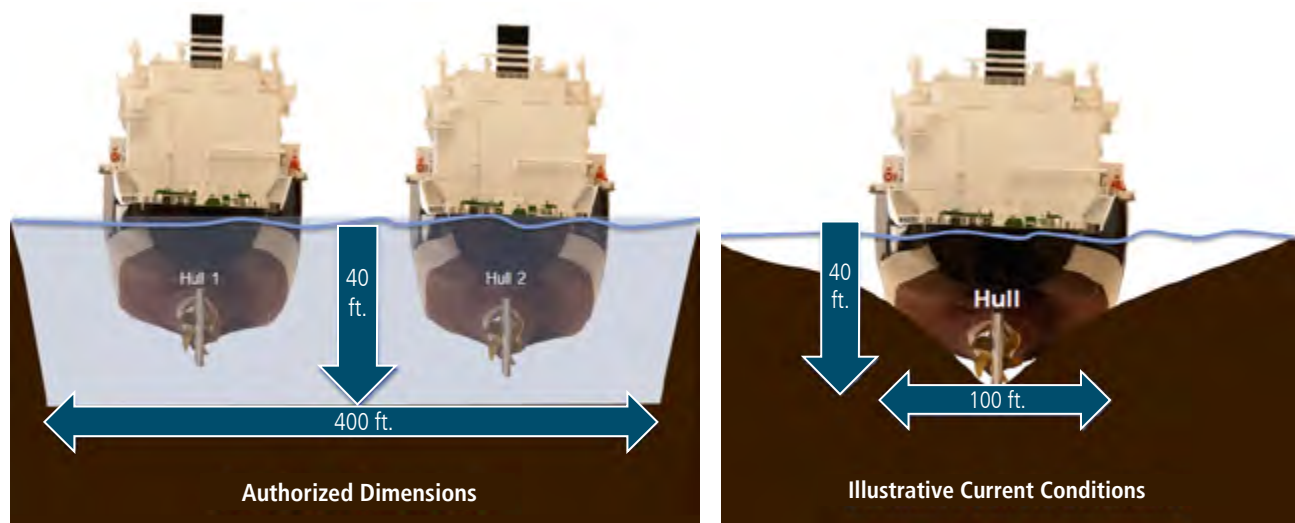 Hull 1
Hull 2
40
ft.
400 ft.
Authorized Dimensions
40
ft.
Hull
100 ft.
Illustrative Current Conditions